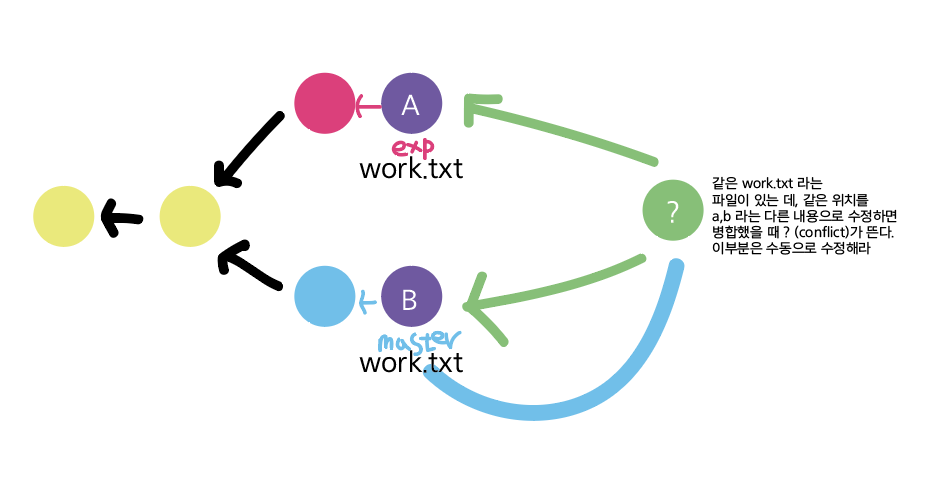 A
exp
work.txt
?
같은 work.txt 라는
파일이 있는 데, 같은 위치를
a,b 라는 다른 내용으로 수정하면
병합했을 때 ? (conflict)가 뜬다.
이부분은 수동으로 수정해라
B
master
work.txt